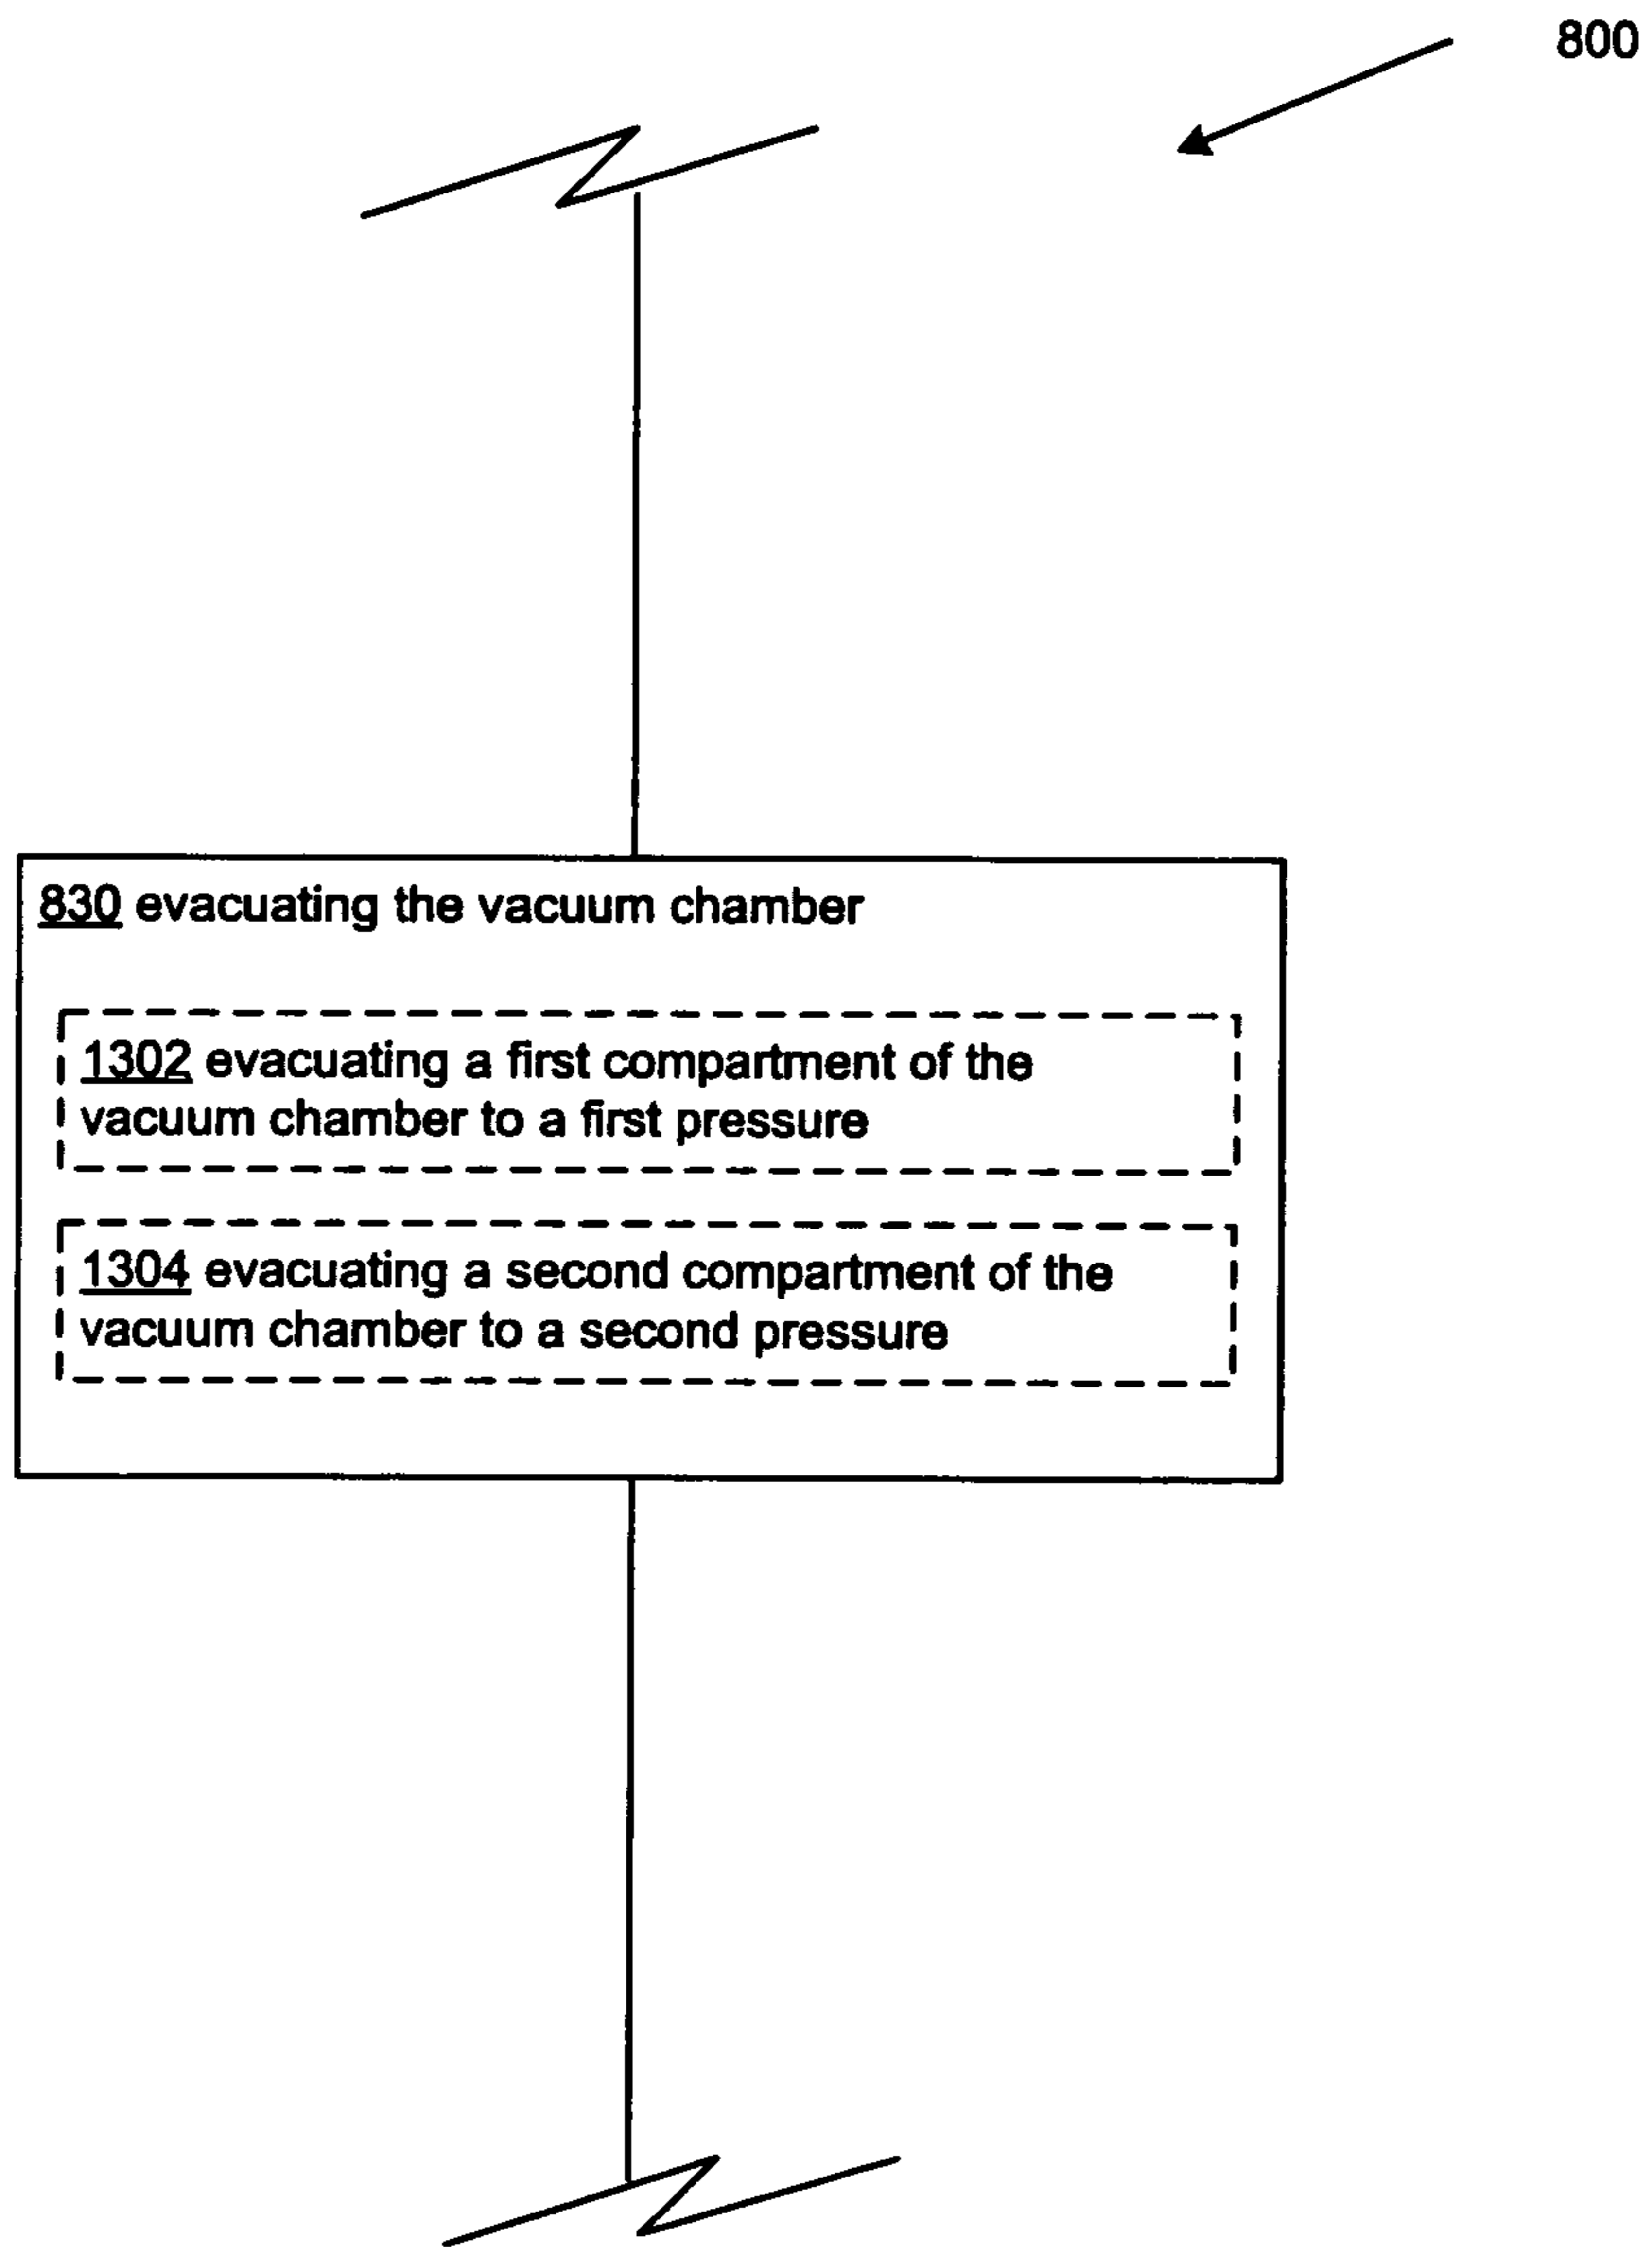 800
830 evacuating the vacuum chamber
1302 evacuating a first compartment of the
vacuum chamber to a first pressure
1304 evacuating a second compartment of the
vacuum chamber to a second pressure